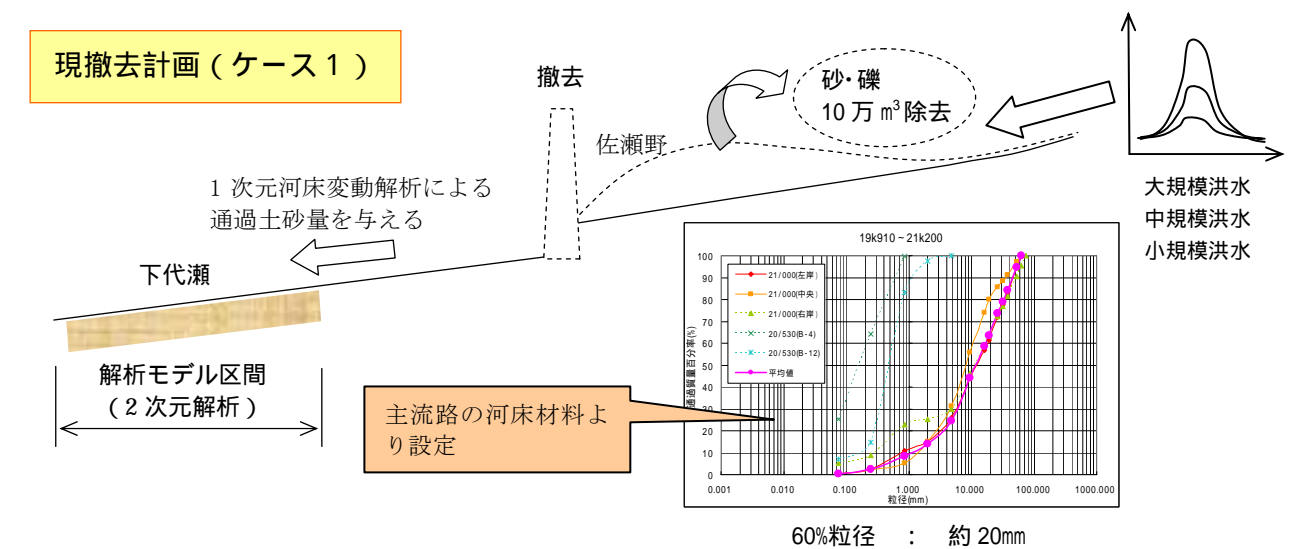 現撤去計画(ケース1)
撤去
砂・礫
10万㎥除去
佐瀬野
1次元河床変動解析による
通過土砂量を与える
大規模洪水
中規模洪水
小規模洪水
下代瀬
解析モデル区間
(2次元解析)
主流路の河床材料よ
り設定
19k910~21k200
通過質量百分率(%)
100
90
80
70
60
50
40
30
20
10
0
21/000(左岸)
21/000(中央)
21/000(右岸)
20/530(B-4)
20/530(B-12)
平均値
0.001 0.010 0.100 1.000 10.000 100.000 1000.000
粒径(mm)
60%粒径 : 約20mm